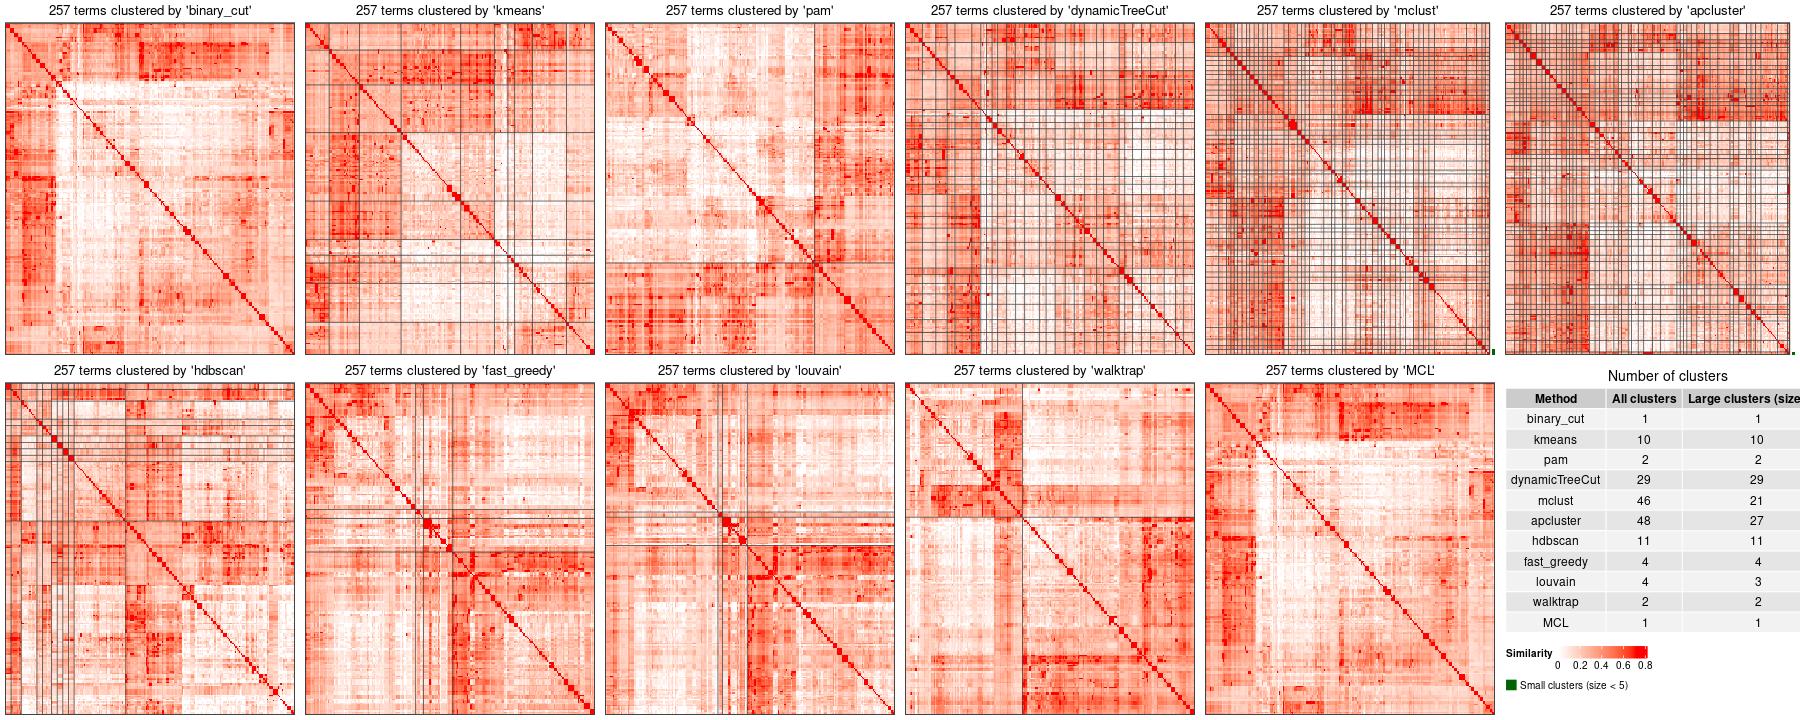 257 terms clustered by 'binary_cut'
257 terms clustered by 'kmeans'
257 terms clustered by 'pam'
257 terms clustered by 'dynamicTreeCut'
257 terms clustered by 'mclust'
257 terms clustered by 'apcluster'
257 terms clustered by 'hdbscan'
257 terms clustered by 'fast_greedy'
257 terms clustered by 'louvain'
257 terms clustered by 'walktrap'
257 terms clustered by 'MCL'
Number of clusters
Method All clusters Large clusters (size
binary_cut 1 1
kmeans 10 10
pam 2 2
dynamicTreeCut 29 29
mclust 46 21
apcluster 48 27
hdbscan 11 11
fast_greedy 4 4
louvain 4 3
walktrap 2 2
MCL 1 1
Similarity
0 0.2 0.4 0.6 0.8
Small clusters (size < 5)